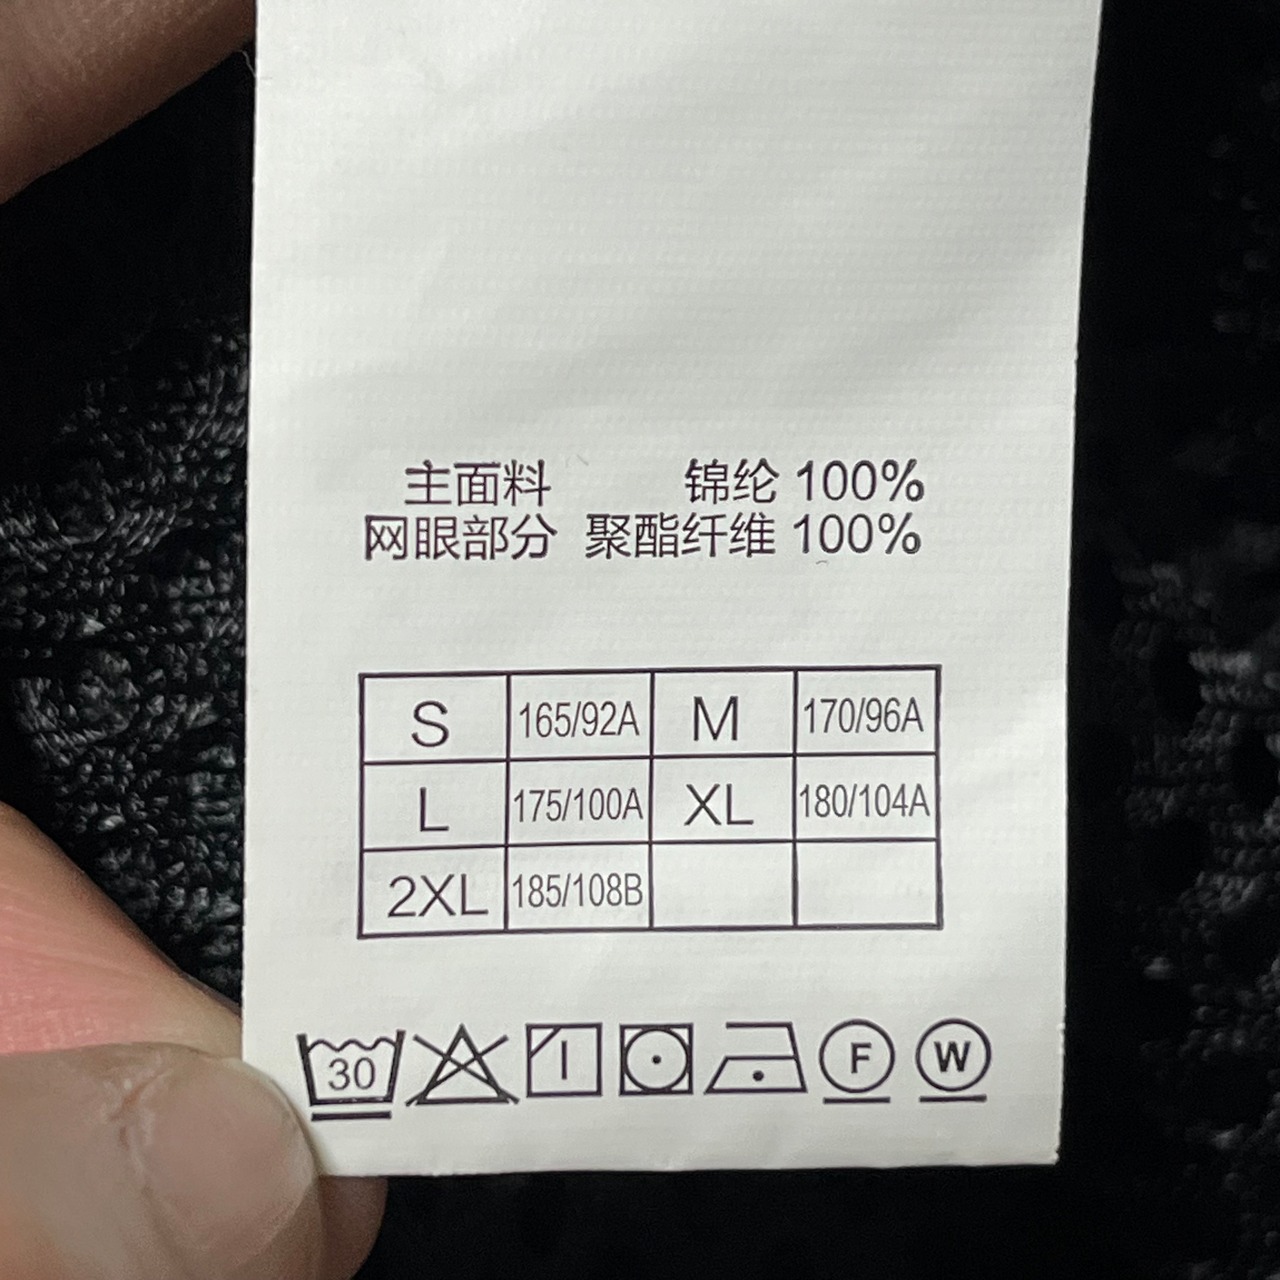 主面料 锦纶 100%
网眼部分 聚酯纤维 100%
S 165/92A M 170/96A
L 175/100A XL 180/104A
2XL 185/108B
30 F W